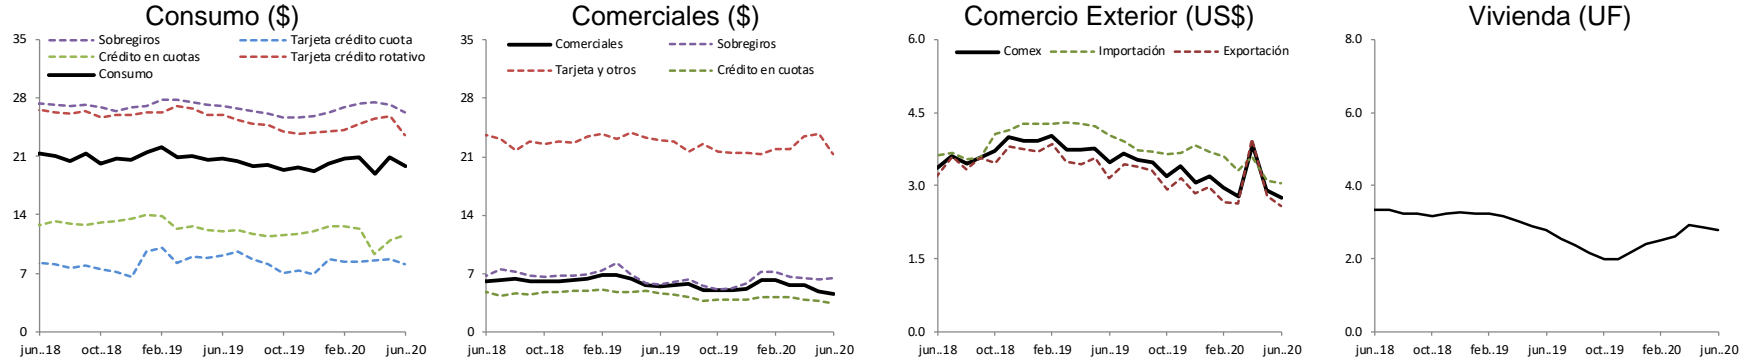 Consumo ($)
35
28
21
14
7
0
Sobregiros
Tarjeta crédito cuota
Crédito en cuotas
Tarjeta crédito rotativo
Consumo
jun..18 oct..18 feb..19 jun..19 oct..19 feb..20 jun..20
Comerciales ($)
35
28
21
14
7
0
Comerciales
Sobregiros
Tarjeta y otros
Crédito en cuotas
jun..18 oct..18 feb..19 jun..19 oct..19 feb..20 jun..20
Comercio Exterior (US$)
6.0
4.5
3.0
1.5
0.0
Comex
Importación
Exportación
jun..18 oct..18 feb..19 jun..19 oct..19 feb..20 jun..20
Vivienda (UF)
8.0
6.0
4.0
2.0
0.0
jun..18 oct..18 feb..19 jun..19 oct..19 feb..20 jun..20